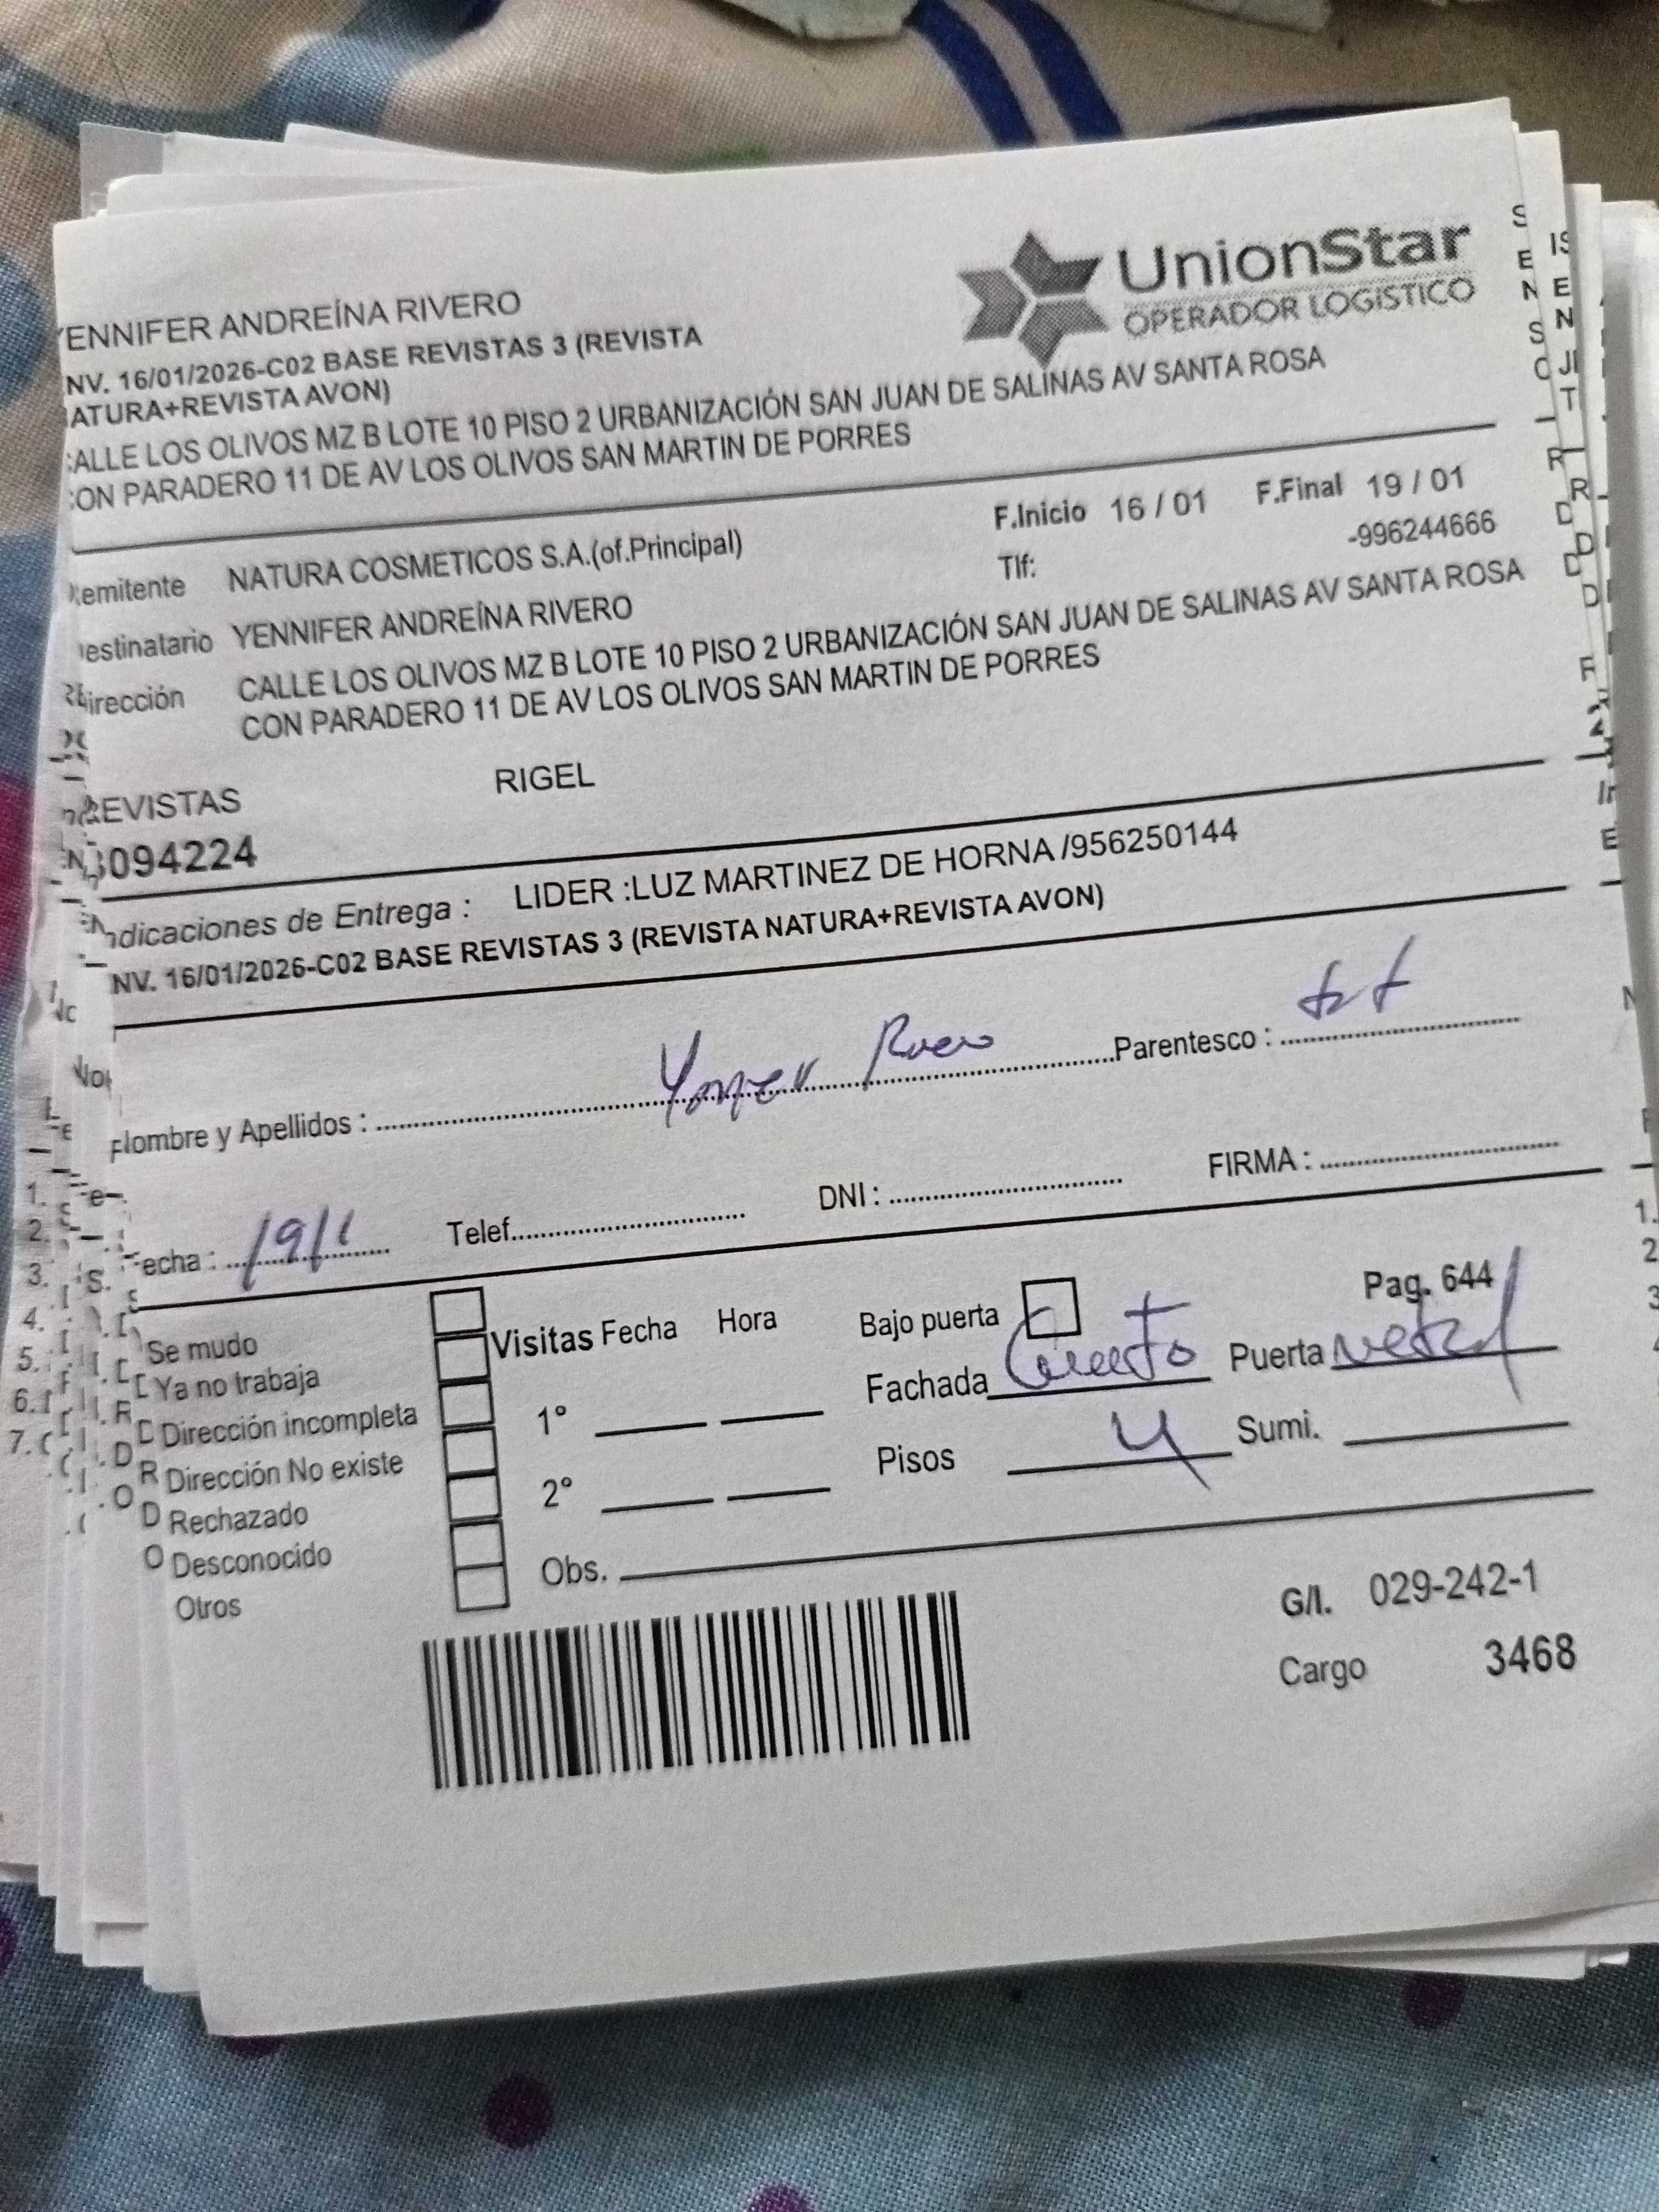 UnionStar
OPERADOR LOGÍSTICO
YENNIFER ANDREÍNA RIVERO
NV. 16/01/2026-C02 BASE REVISTAS 3 (REVISTA
ATURA+REVISTA AVON)
CALLE LOS OLIVOS MZ B LOTE 10 PISO 2 URBANIZACIÓN SAN JUAN DE SALINAS AV SANTA ROSA
CON PARADERO 11 DE AV LOS OLIVOS SAN MARTIN DE PORRES
F.Inicio 16 / 01 F.Final 19 / 01
Remitente NATURA COSMETICOS S.A.(of.Principal) Tlf: -996244666
Destinatario YENNIFER ANDREÍNA RIVERO
Dirección CALLE LOS OLIVOS MZ B LOTE 10 PISO 2 URBANIZACIÓN SAN JUAN DE SALINAS AV SANTA ROSA
CON PARADERO 11 DE AV LOS OLIVOS SAN MARTIN DE PORRES
REVISTAS RIGEL
3094224
Indicaciones de Entrega : LIDER :LUZ MARTINEZ DE HORNA /956250144
NV. 16/01/2026-C02 BASE REVISTAS 3 (REVISTA NATURA+REVISTA AVON)
Nombre y Apellidos : Parentesco :
Fecha : 19/1 Telef. DNI : FIRMA :
Pag. 644
Se mudo
Ya no trabaja
Dirección incompleta
Dirección No existe
Rechazado
Desconocido
Otros
Visitas Fecha Hora
1°
2°
Obs.
Bajo puerta
Fachada Puerta metal
Pisos 4 Sumi.
G/I. 029-242-1
Cargo 3468